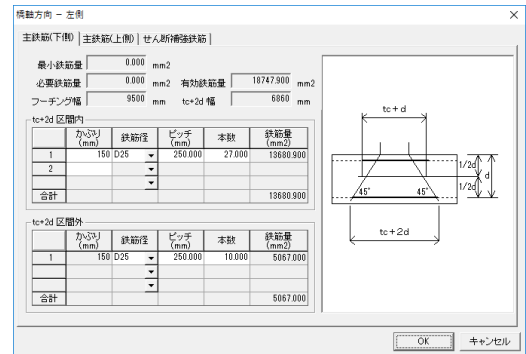 橋軸方向 － 左側
主鉄筋(下側) 主鉄筋(上側) せん断補強鉄筋
最小鉄筋量 0.000 mm2
必要鉄筋量 0.000 mm2 有効鉄筋量 18747.900 mm2
フーチング幅 9500 mm tc+2d 幅 6860 mm
tc+2d 区間内
かぶり(mm) 鉄筋径 ピッチ(mm) 本数 鉄筋量(mm2)
1 150 D25 250.000 27.000 13680.900
2
合計 13680.900
tc+2d 区間外
かぶり(mm) 鉄筋径 ピッチ(mm) 本数 鉄筋量(mm2)
1 150 D25 250.000 10.000 5067.000
合計 5067.000
tc+d
1/2d
d
1/2d
45° 45°
tc+2d
OK キャンセル